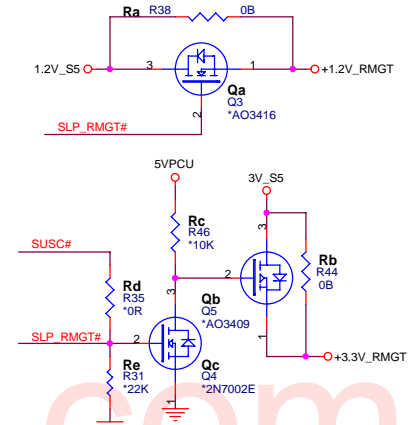 Ra R38 0B
1.2V_S5 3 1 +1.2V_RMGT
2 Qa
Q3
*AO3416
SLP_RMGT#
5VPCU 3V_S5
Rc
R46
*10K
3
SUSC#
Rd
R35
*0R
2
Rb
R44
0B
3 Qb
Q5
*AO3409
1
SLP_RMGT# 2 +3.3V_RMGT
Re
R31
*22K
Qc
Q4
*2N7002E
1
com